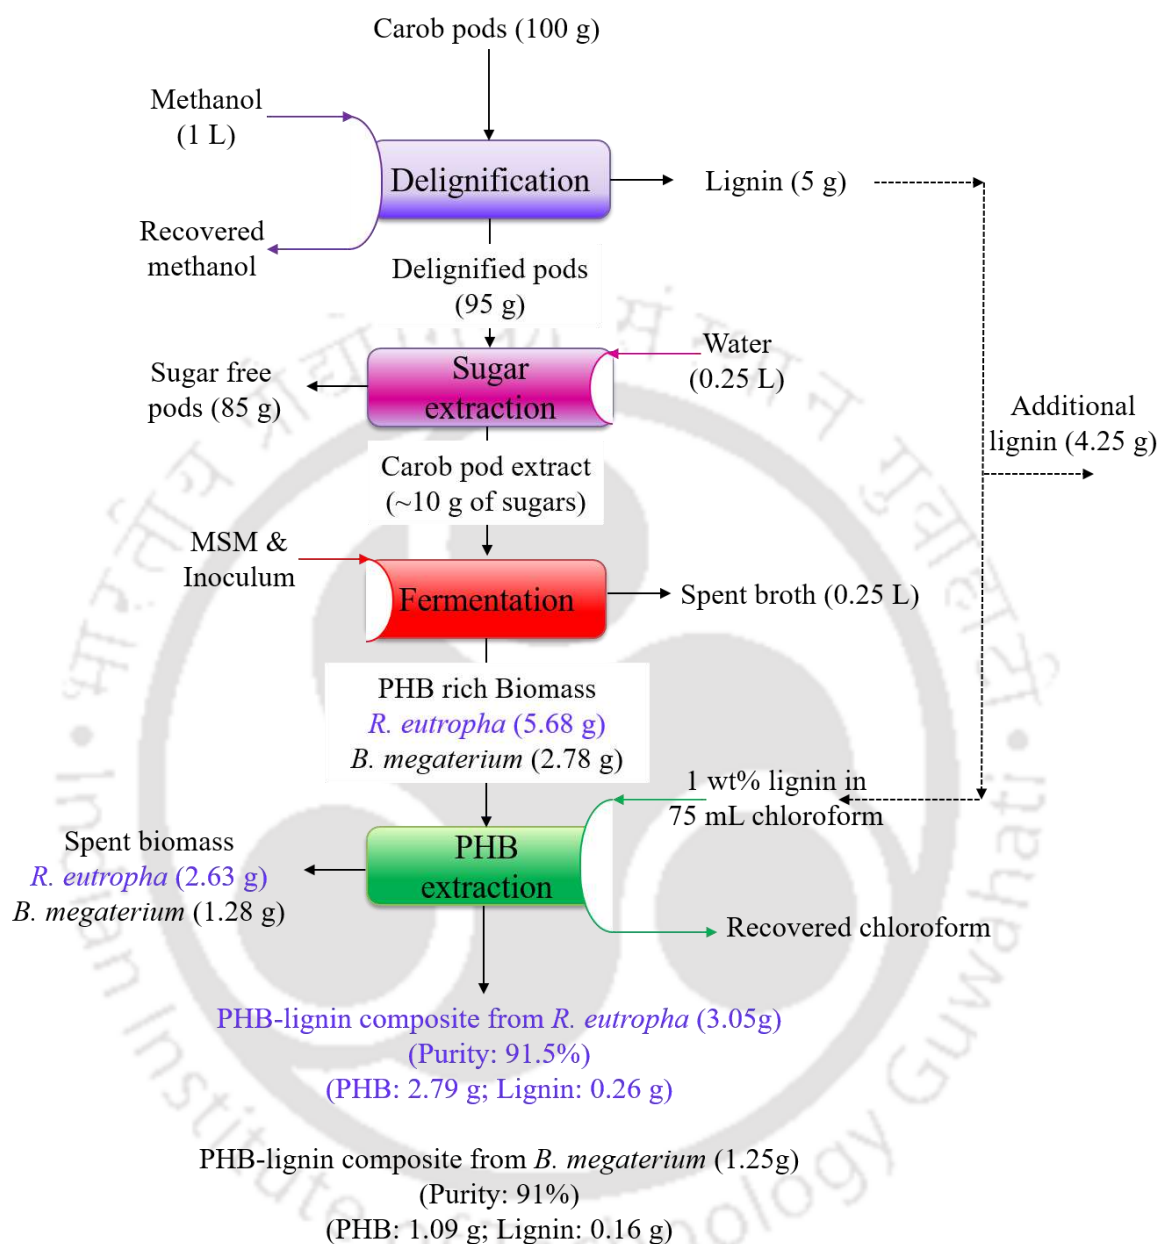 Carob pods (100 g)
Methanol
(1 L)
Delignification
Lignin (5 g)
Recovered
methanol
Delignified pods
(95 g)
Water
(0.25 L)
Sugar
extraction
Sugar free
pods (85 g)
Additional
lignin (4.25 g)
Carob pod extract
(~10 g of sugars)
MSM &
Inoculum
Fermentation
Spent broth (0.25 L)
PHB rich Biomass
R. eutropha (5.68 g)
B. megaterium (2.78 g)
1 wt% lignin in
75 mL chloroform
PHB
extraction
Spent biomass
R. eutropha (2.63 g)
B. megaterium (1.28 g)
Recovered chloroform
PHB-lignin composite from R. eutropha (3.05g)
(Purity: 91.5%)
(PHB: 2.79 g; Lignin: 0.26 g)
PHB-lignin composite from B. megaterium (1.25g)
(Purity: 91%)
(PHB: 1.09 g; Lignin: 0.16 g)
Indian Institute of Technology Guwahati